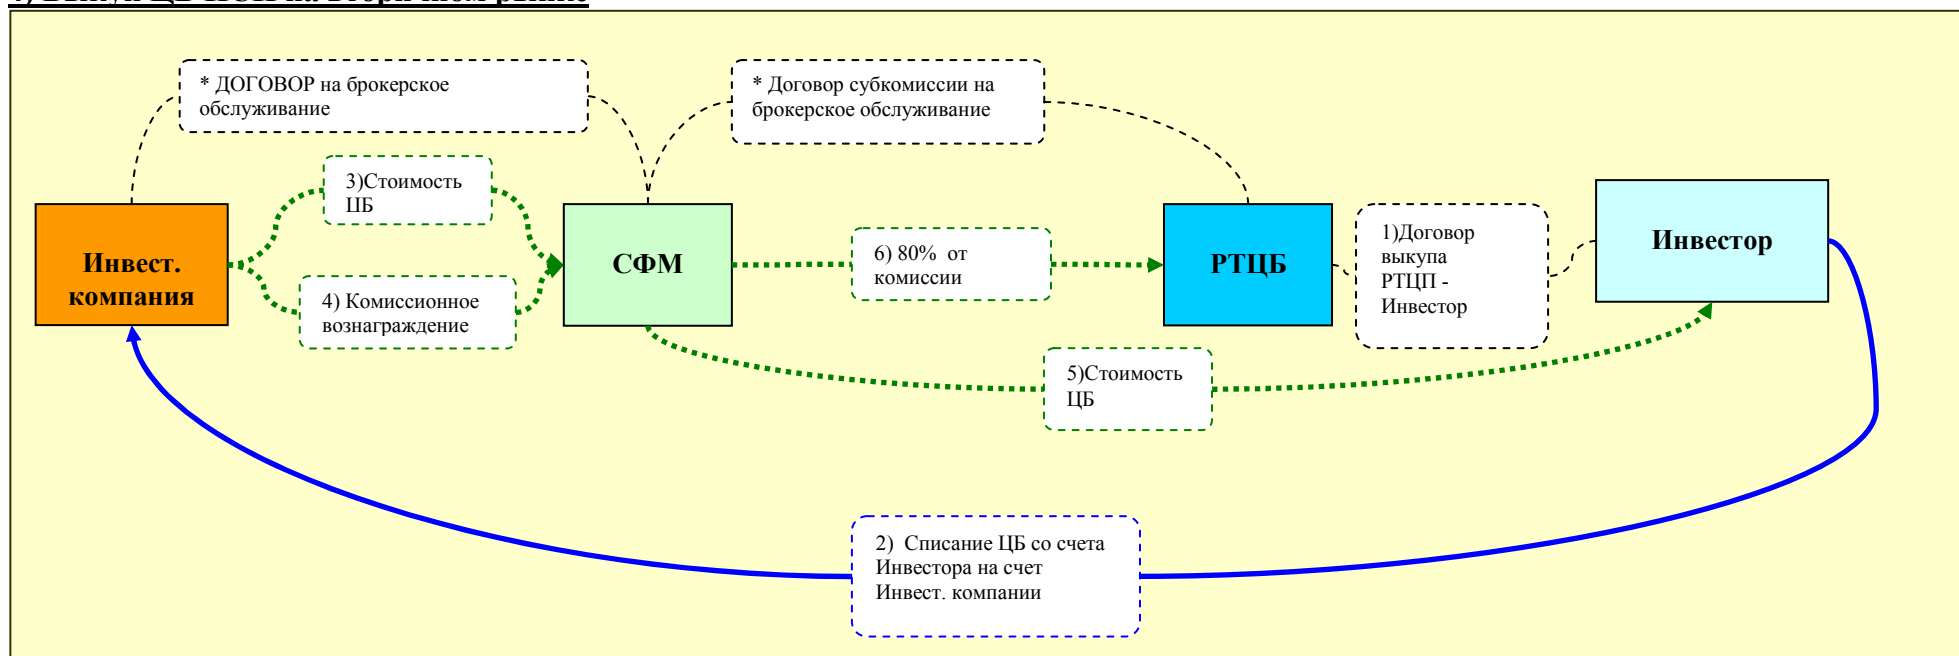 * ДОГОВОР на брокерское
обслуживание
* Договор субкомиссии на
брокерское обслуживание
3)Стоимость
ЦБ
Инвест.
компания
4) Комиссионное
вознаграждение
СФМ
6) 80% от
комиссии
РТЦБ
1)Договор
выкупа
РТЦП -
Инвестор
Инвестор
5)Стоимость
ЦБ
2) Списание ЦБ со счета
Инвестора на счет
Инвест. компании